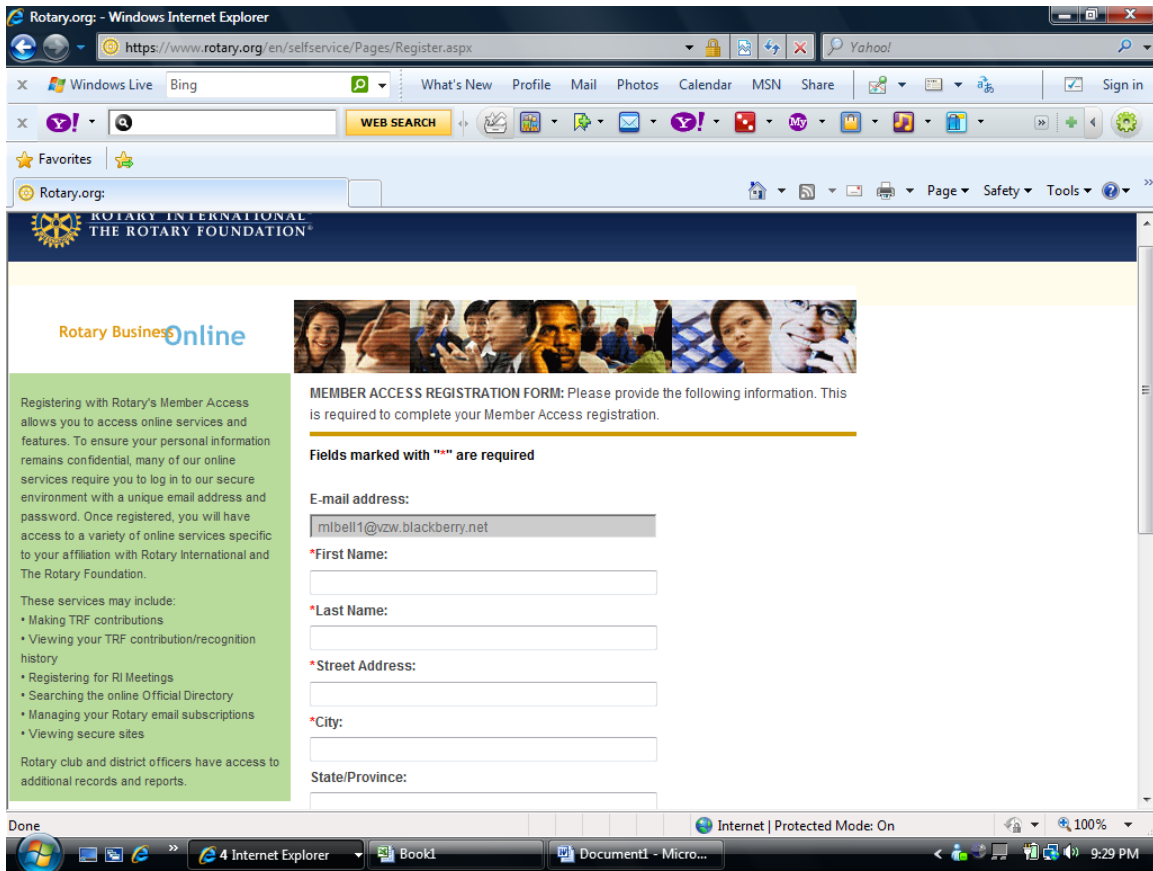 Rotary.org: - Windows Internet Explorer
https://www.rotary.org/en/selfservice/Pages/Register.aspx
Yahoo!
x Windows Live Bing What's New Profile Mail Photos Calendar MSN Share Sign in
x Y! WEB SEARCH Y! My »
Favorites
Rotary.org: Page Safety Tools »
ROTARY INTERNATIONAL®
THE ROTARY FOUNDATION®
Rotary Business Online
Registering with Rotary's Member Access
allows you to access online services and
features. To ensure your personal information
remains confidential, many of our online
services require you to log in to our secure
environment with a unique email address and
password. Once registered, you will have
access to a variety of online services specific
to your affiliation with Rotary International and
The Rotary Foundation.
These services may include:
• Making TRF contributions
• Viewing your TRF contribution/recognition
history
• Registering for RI Meetings
• Searching the online Official Directory
• Managing your Rotary email subscriptions
• Viewing secure sites
Rotary club and district officers have access to
additional records and reports.
MEMBER ACCESS REGISTRATION FORM: Please provide the following information. This
is required to complete your Member Access registration.
Fields marked with "*" are required
E-mail address:
mlbell1@vzw.blackberry.net
*First Name:
*Last Name:
*Street Address:
*City:
State/Province:
Done Internet | Protected Mode: On 100%
» 4 Internet Explorer Book1 Document1 - Micro... < 9:29 PM